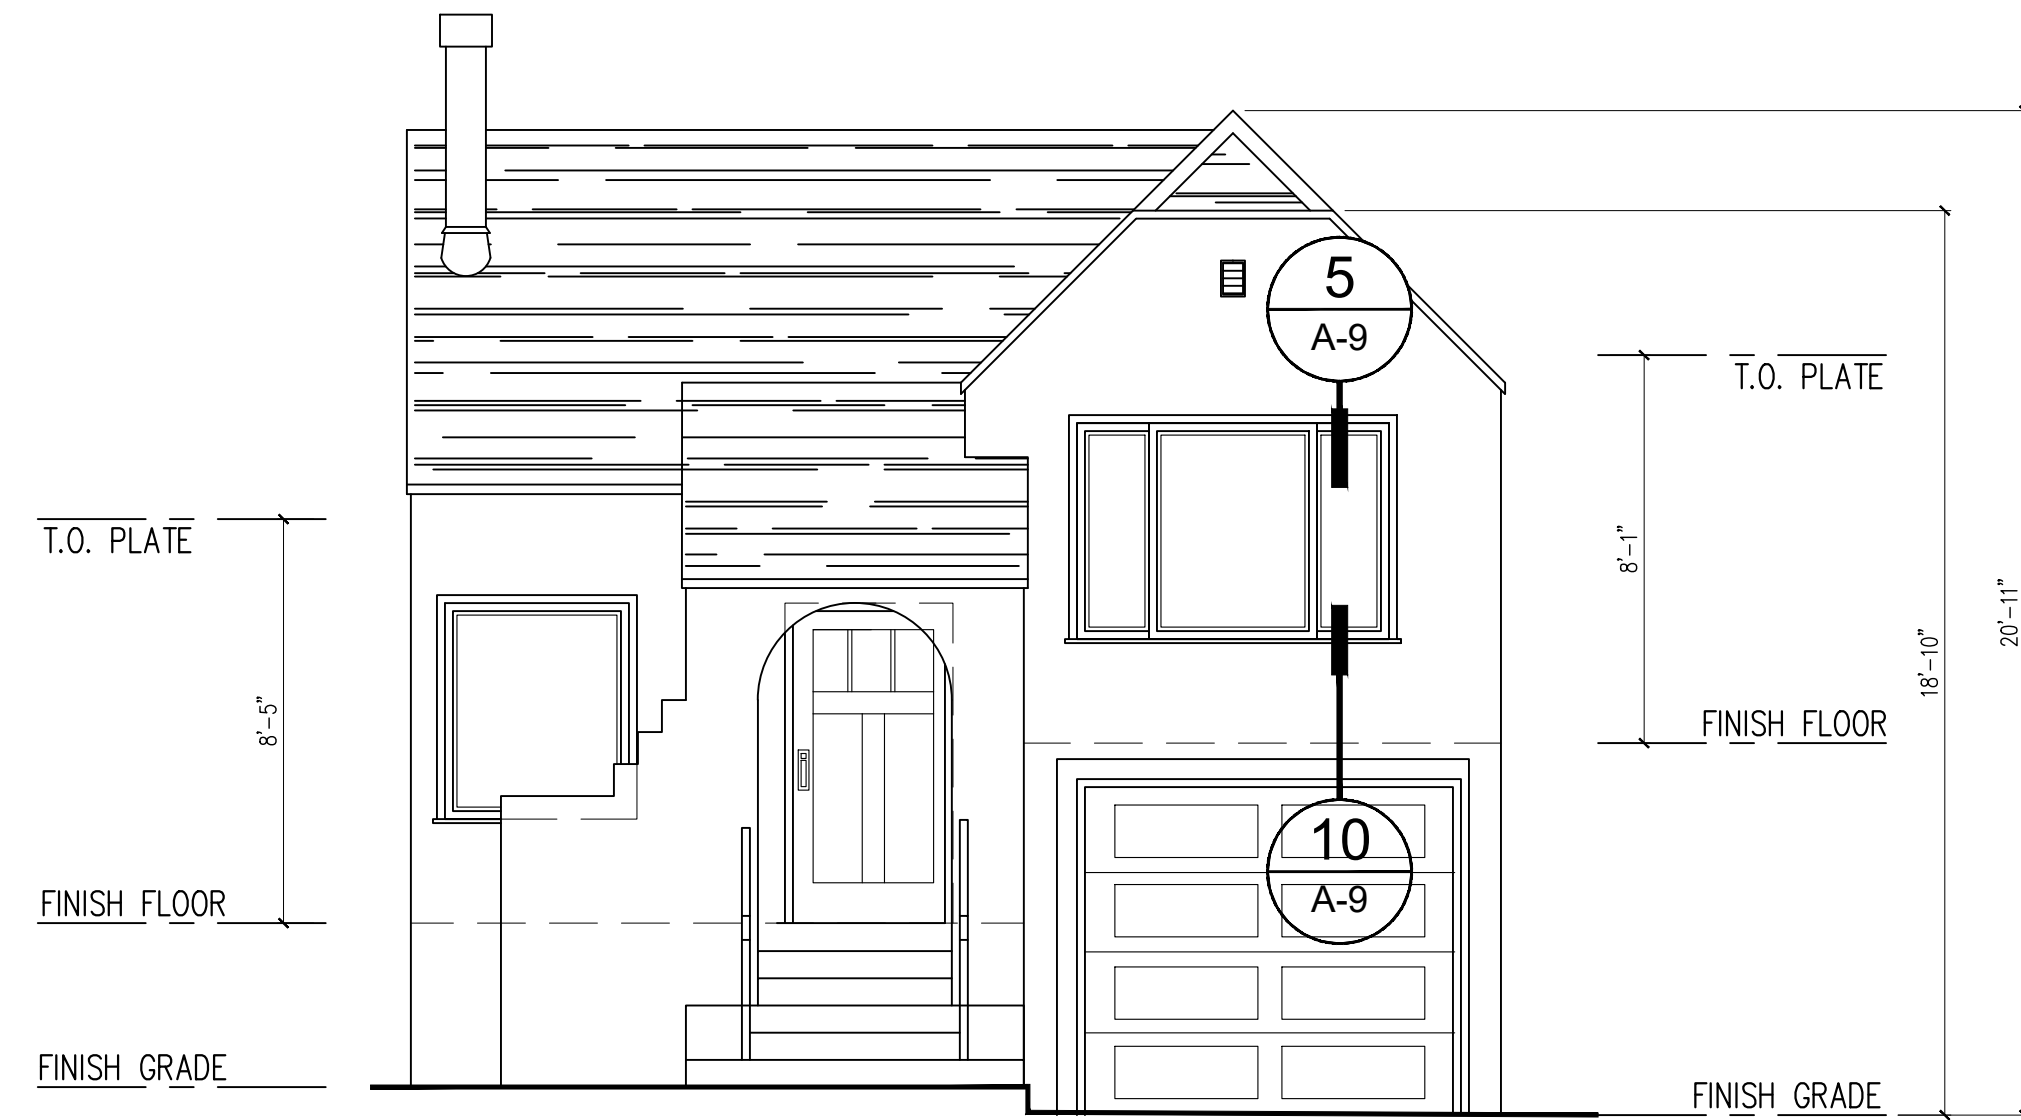 5
A-9
T.O. PLATE
T.O. PLATE
8'-1"
20'-11"
18'-10"
8'-5"
FINISH FLOOR
10
A-9
FINISH FLOOR
FINISH GRADE
FINISH GRADE